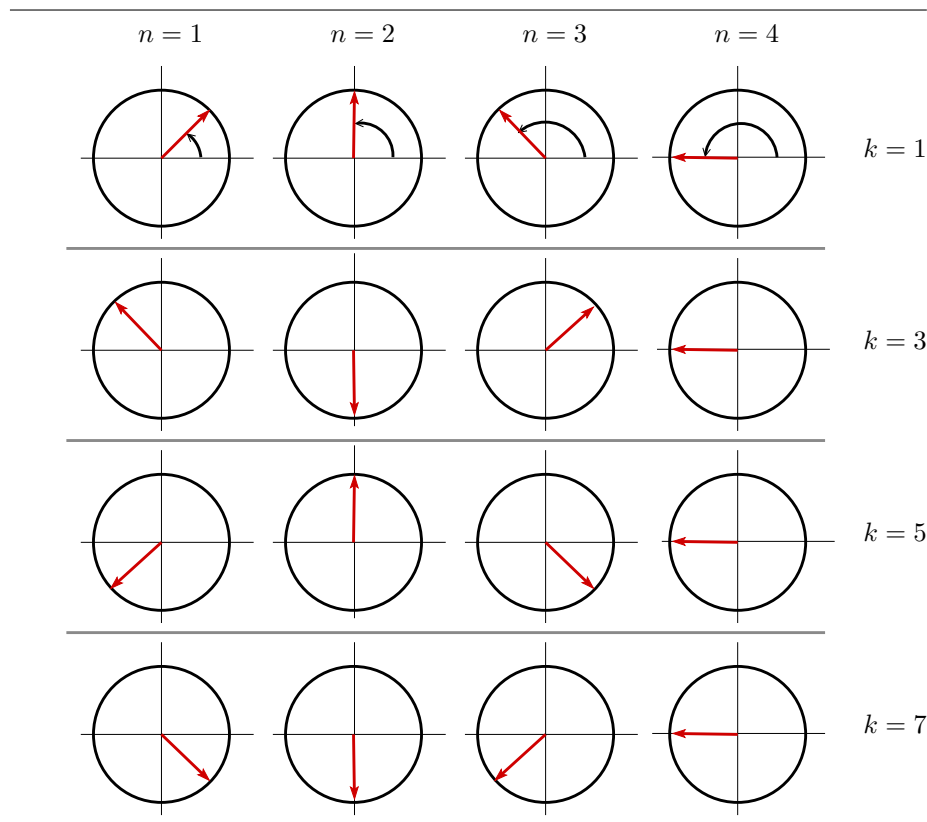 n = 1 n = 2 n = 3 n = 4
k = 1
k = 3
k = 5
k = 7